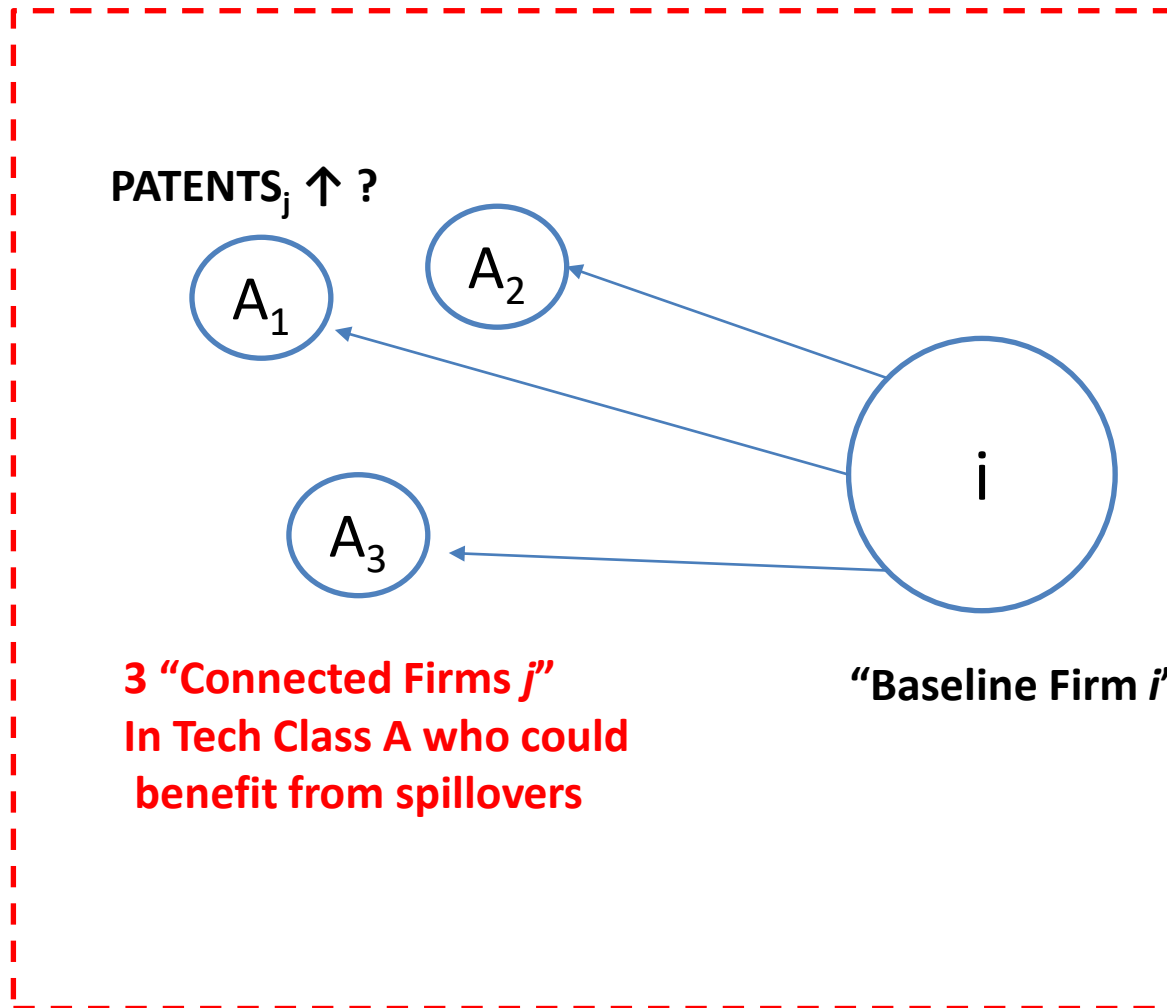 PATENTSj ↑ ?
A1
A2
A3
i
3 “Connected Firms j”
In Tech Class A who could
benefit from spillovers
“Baseline Firm i”